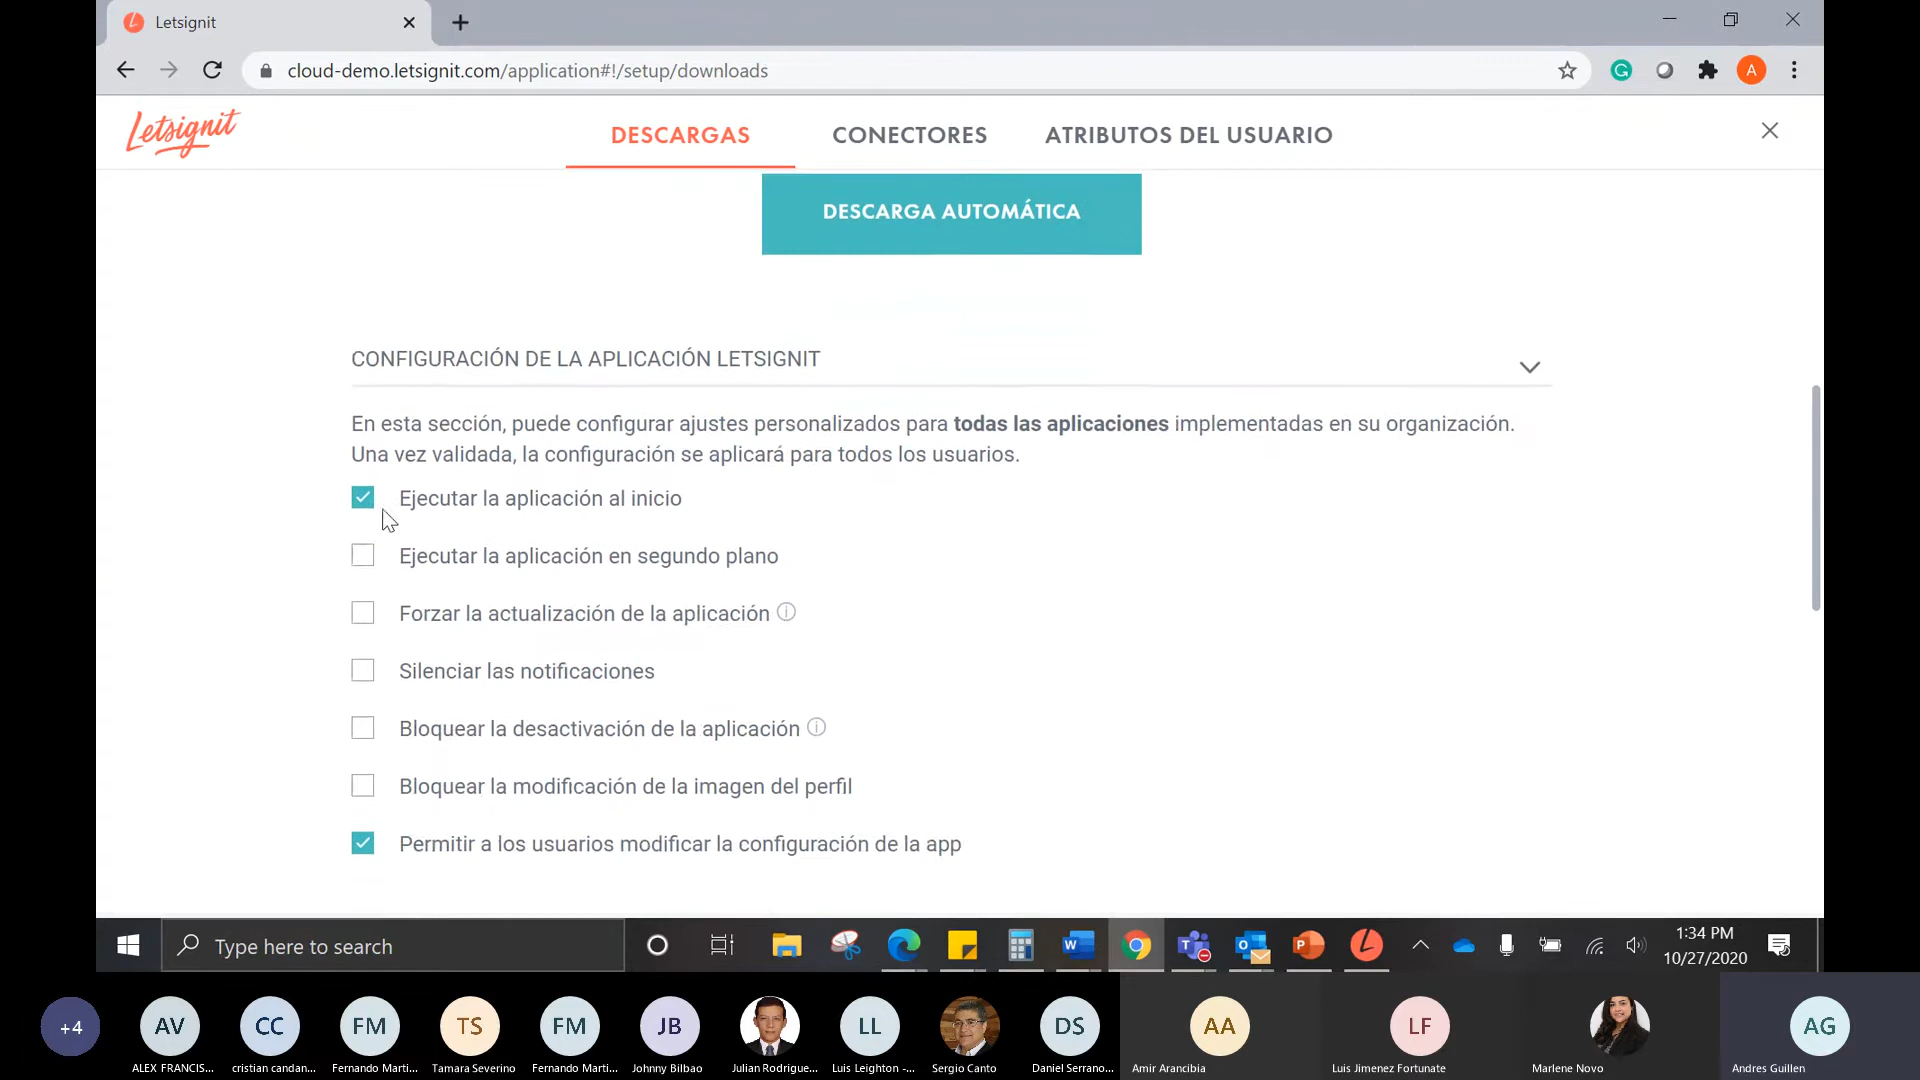 Letsignit
cloud-demo.letsignit.com/application#!/setup/downloads
A
Letsignit
DESCARGAS
CONECTORES
ATRIBUTOS DEL USUARIO
DESCARGA AUTOMÁTICA
CONFIGURACIÓN DE LA APLICACIÓN LETSIGNIT
En esta sección, puede configurar ajustes personalizados para todas las aplicaciones implementadas en su organización.
Una vez validada, la configuración se aplicará para todos los usuarios.
Ejecutar la aplicación al inicio
Ejecutar la aplicación en segundo plano
Forzar la actualización de la aplicación
Silenciar las notificaciones
Bloquear la desactivación de la aplicación
Bloquear la modificación de la imagen del perfil
Permitir a los usuarios modificar la configuración de la app
Type here to search
1:34 PM
10/27/2020
+4
AV
CC
FM
TS
FM
JB
LL
DS
AA
LF
AG
ALEX FRANCIS...
cristian candan...
Fernando Marti...
Tamara Severino
Fernando Marti...
Johnny Bilbao
Julian Rodrigue...
Luis Leighton -...
Sergio Canto
Daniel Serrano...
Amir Arancibia
Luis Jimenez Fortunate
Marlene Novo
Andres Guillen